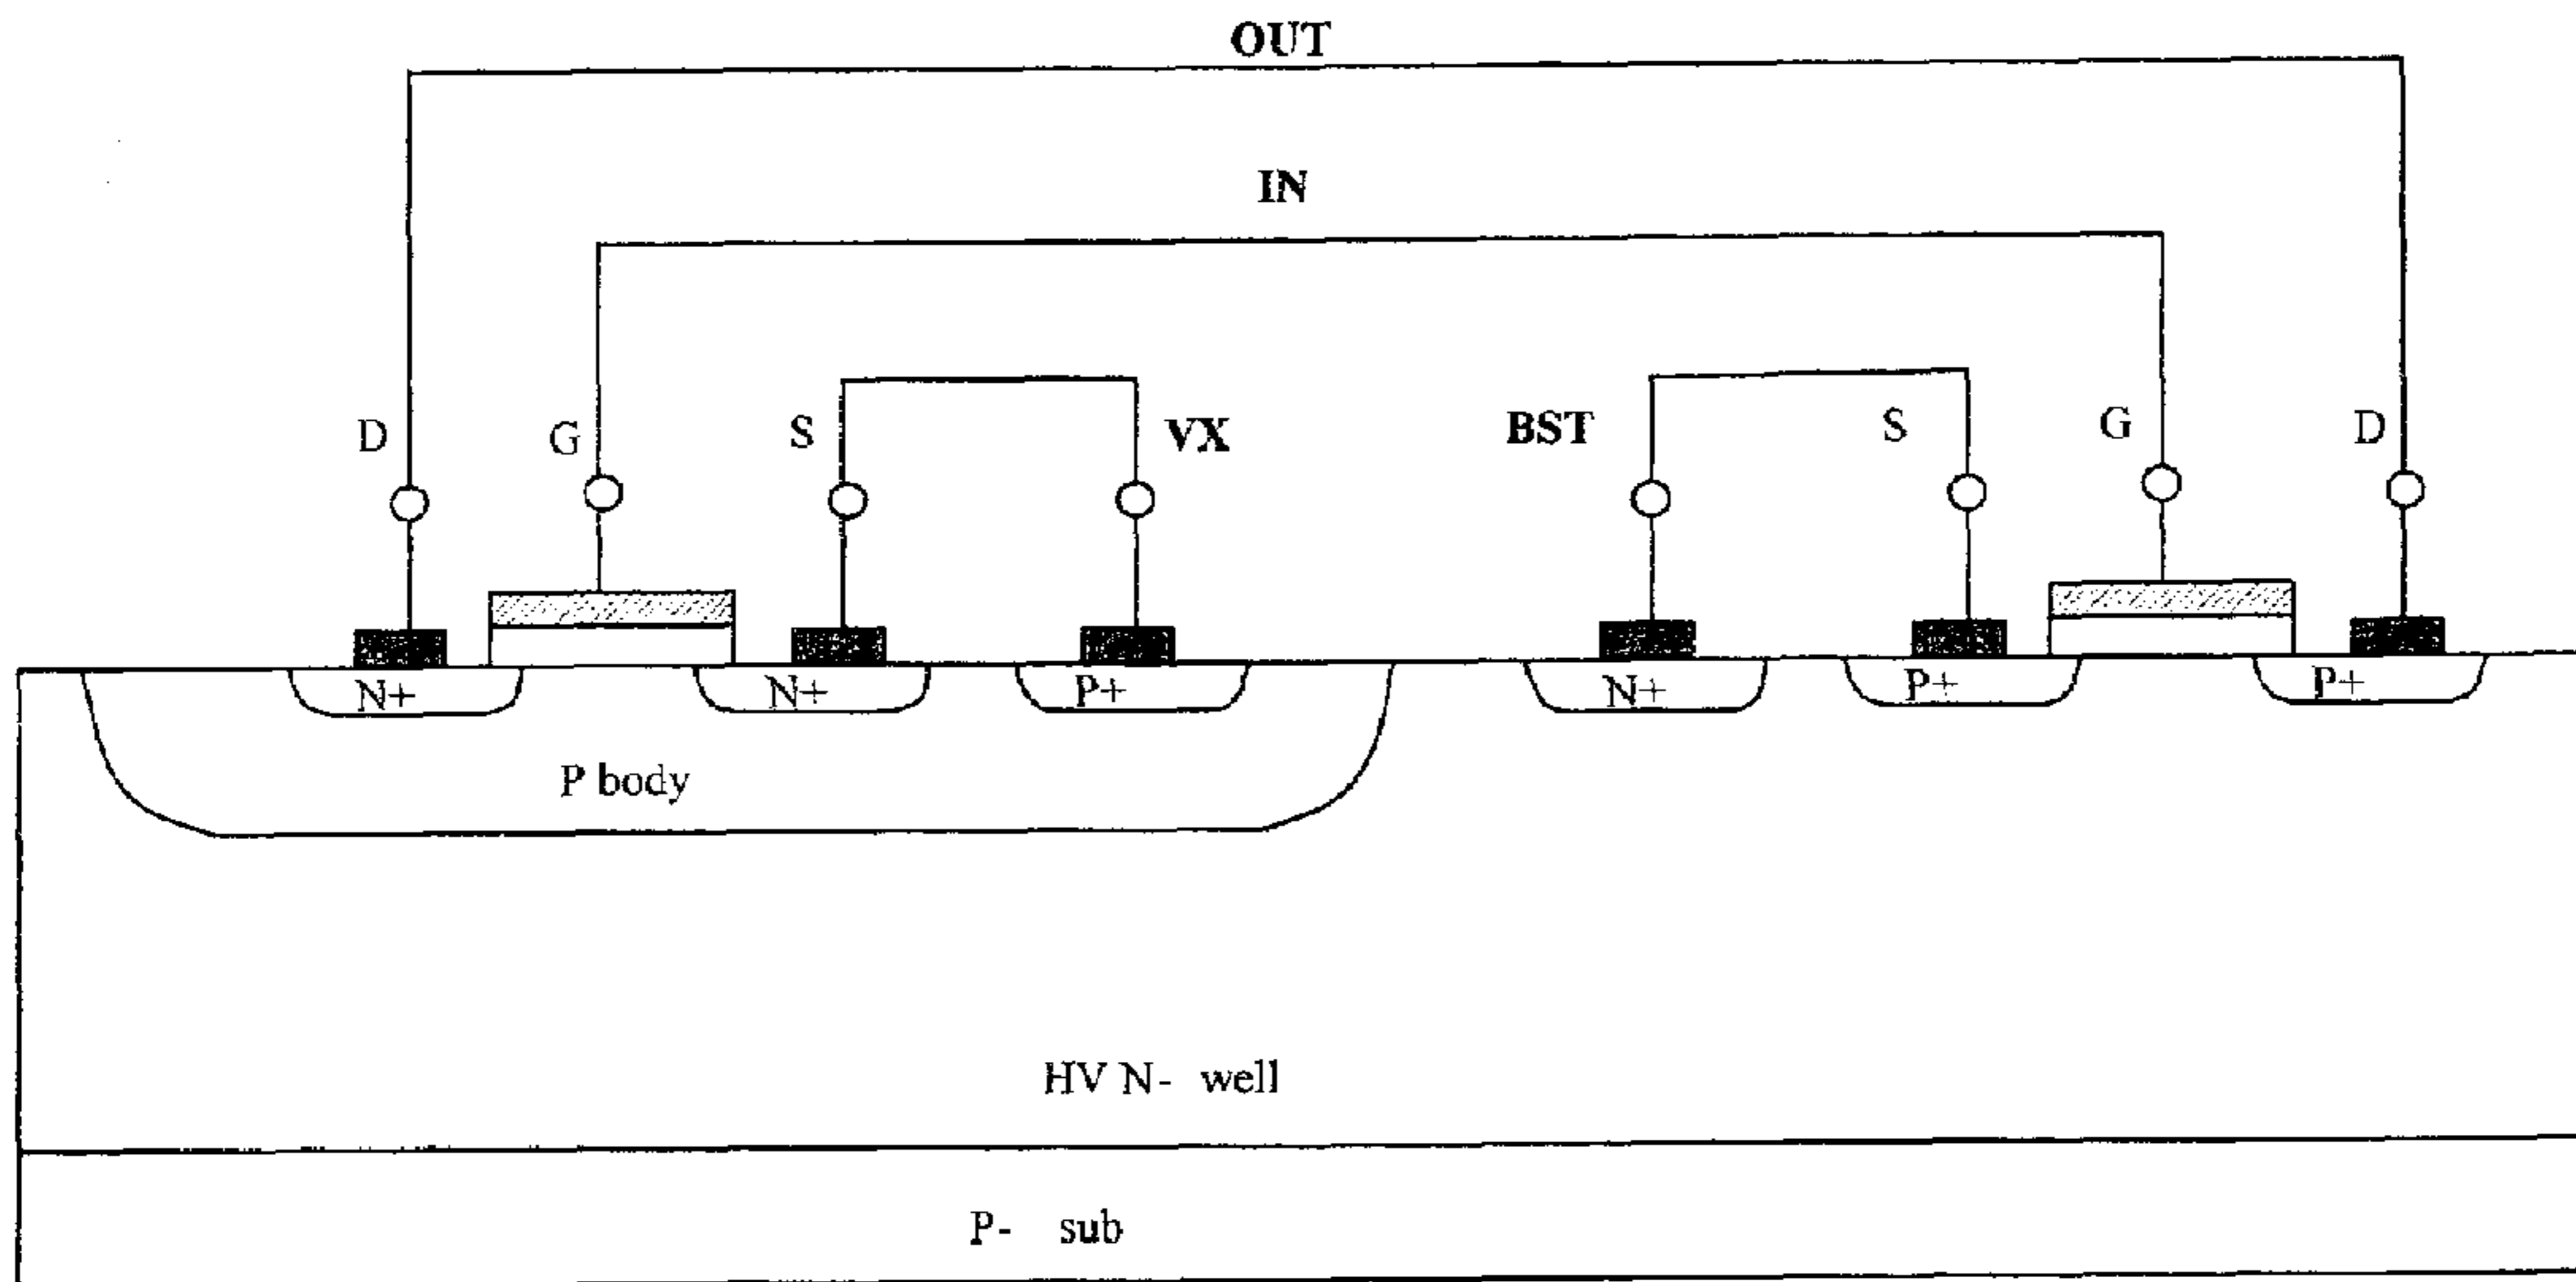 OUT
IN
D G S VX BST S G D
N+ N+ P+ N+ P+ P+
P body
HV N- well
P- sub